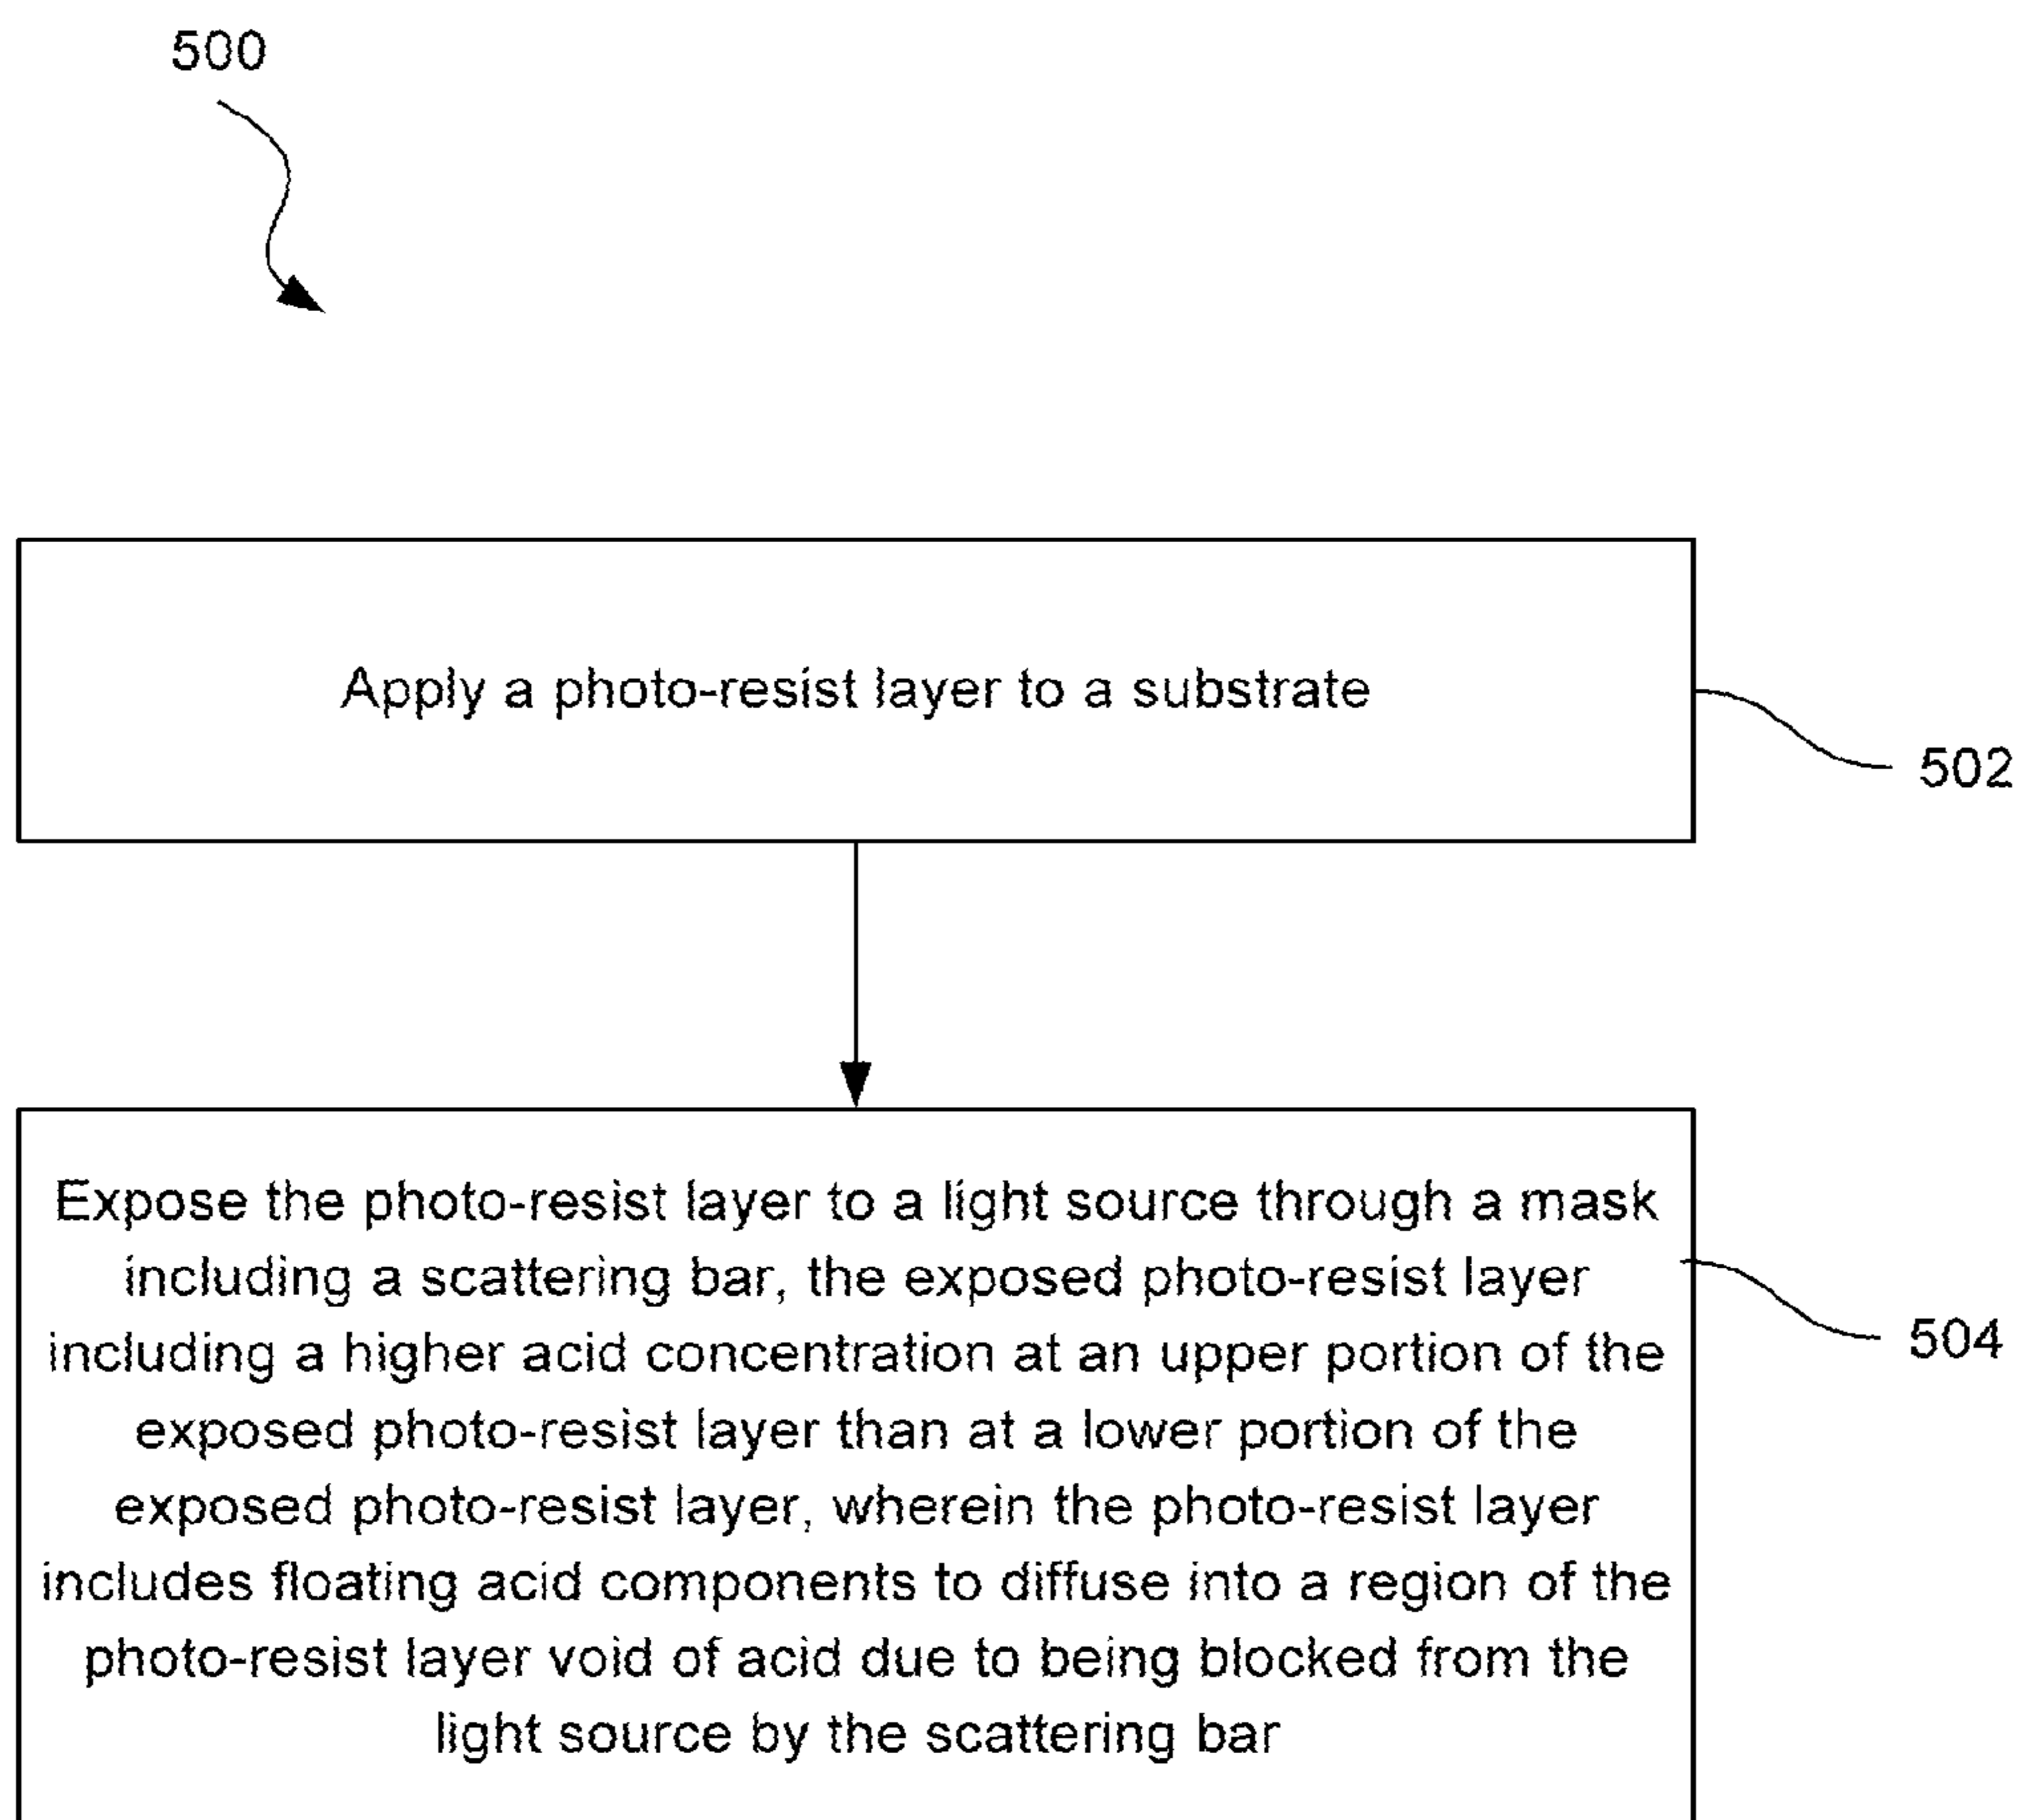 500
Apply a photo-resist layer to a substrate
502
Expose the photo-resist layer to a light source through a mask
including a scattering bar, the exposed photo-resist layer
including a higher acid concentration at an upper portion of the
exposed photo-resist layer than at a lower portion of the
exposed photo-resist layer, wherein the photo-resist layer
includes floating acid components to diffuse into a region of the
photo-resist layer void of acid due to being blocked from the
light source by the scattering bar
504